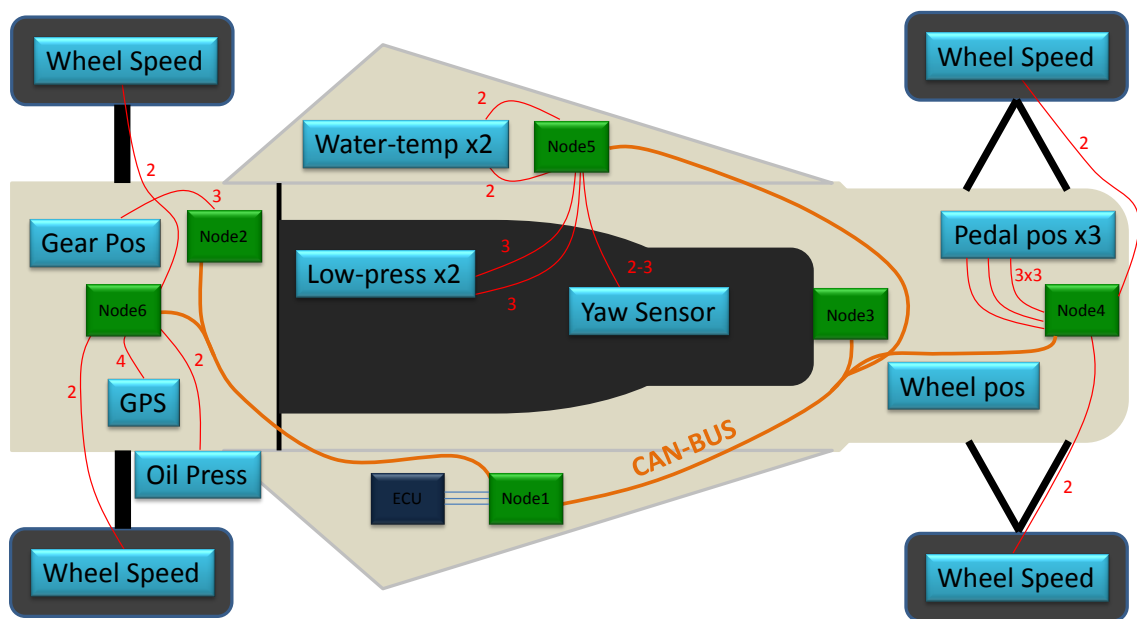 Wheel Speed
Wheel Speed
2
2
Water-temp x2
Node5
2
2
3
Gear Pos
Node2
Pedal pos x3
3
Low-press x2
2-3
3x3
3
Yaw Sensor
Node6
Node3
Node4
4
2
2
GPS
Wheel pos
Oil Press
CAN-BUS
ECU
Node1
2
Wheel Speed
Wheel Speed